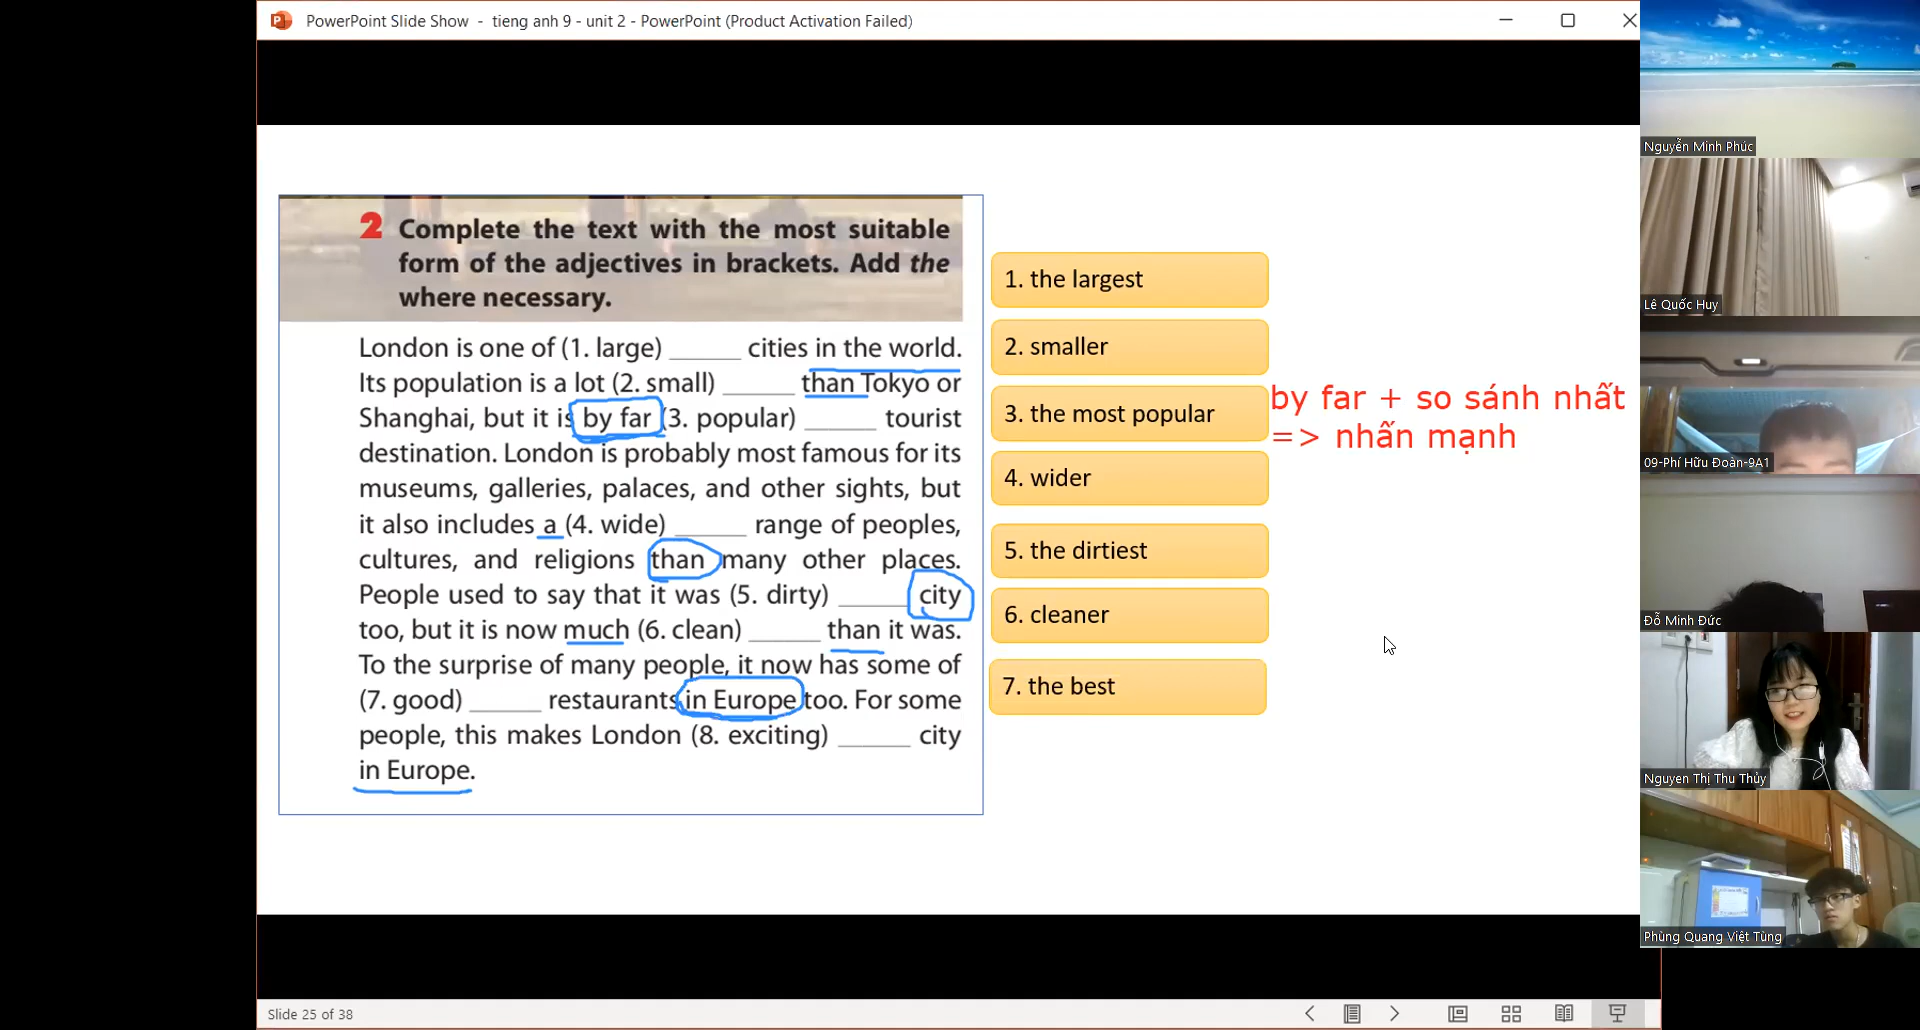 PowerPoint Slide Show - tieng anh 9 - unit 2 - PowerPoint (Product Activation Failed)
2 Complete the text with the most suitable
form of the adjectives in brackets. Add the
where necessary.
London is one of (1. large) ______ cities in the world.
Its population is a lot (2. small) ______ than Tokyo or
Shanghai, but it is by far (3. popular) ______ tourist
destination. London is probably most famous for its
museums, galleries, palaces, and other sights, but
it also includes a (4. wide) ______ range of peoples,
cultures, and religions than many other places.
People used to say that it was (5. dirty) ______ city
too, but it is now much (6. clean) ______ than it was.
To the surprise of many people, it now has some of
(7. good) ______ restaurants in Europe too. For some
people, this makes London (8. exciting) ______ city
in Europe.
1. the largest
2. smaller
3. the most popular
4. wider
5. the dirtiest
6. cleaner
7. the best
by far + so sánh nhất
=> nhấn mạnh
Nguyễn Minh Phúc
Lê Quốc Huy
09-Phí Hữu Đoàn-9A1
Đỗ Minh Đức
Nguyen Thị Thu Thủy
Phùng Quang Việt Tùng
Slide 25 of 38